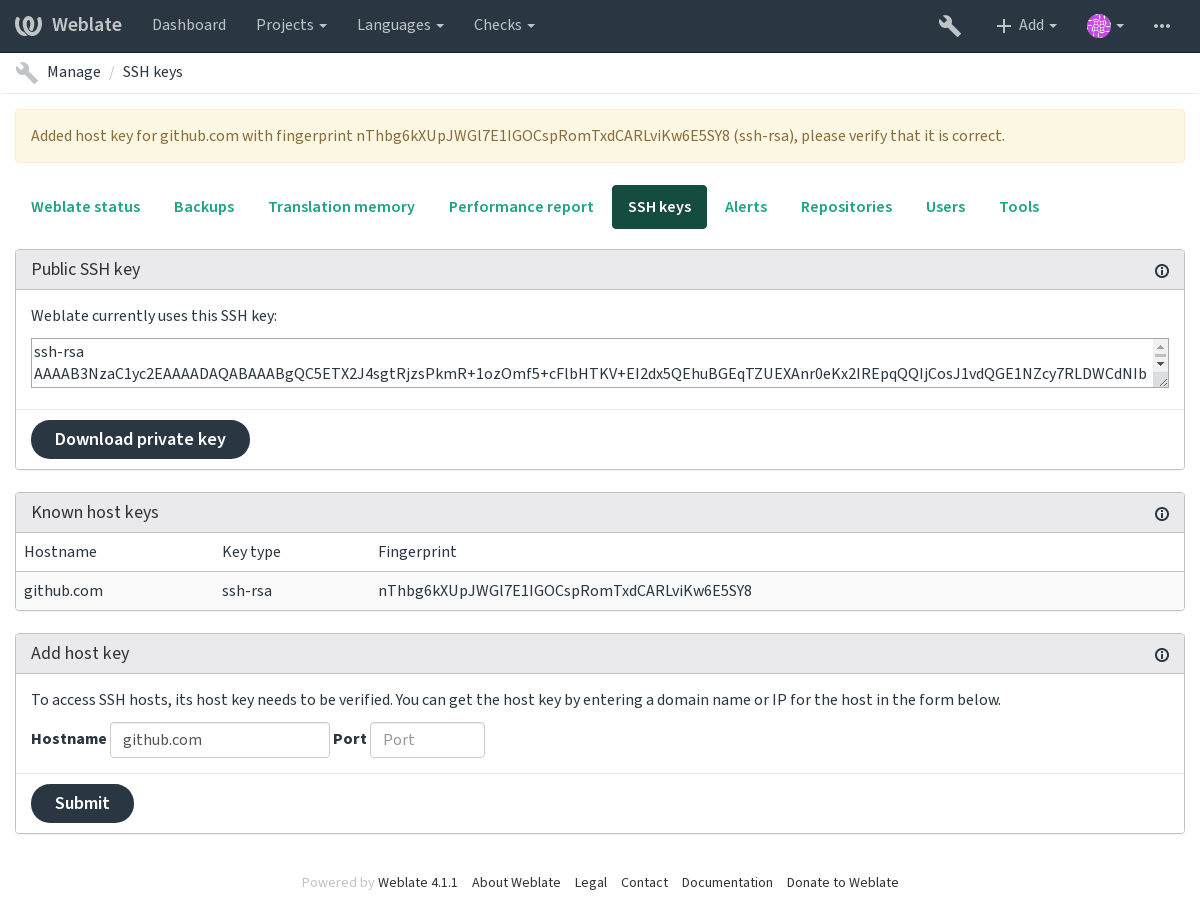 Weblate Dashboard Projects Languages Checks Add
Manage / SSH keys
Added host key for github.com with fingerprint nThbg6kXUpJWGl7E1IGOCspRomTxdCARLviKw6E5SY8 (ssh-rsa), please verify that it is correct.
Weblate status Backups Translation memory Performance report SSH keys Alerts Repositories Users Tools
Public SSH key
Weblate currently uses this SSH key:
ssh-rsa
AAAAB3NzaC1yc2EAAAADAQABAAABgQC5ETX2J4sgtRjzsPkmR+1ozOmf5+cFlbHTKV+EI2dx5QEhuBGEqTZUEXAnr0eKx2IREpqQQIjCosJ1vdQGE1NZcy7RLDWCdNIb
Download private key
Known host keys
Hostname Key type Fingerprint
github.com ssh-rsa nThbg6kXUpJWGl7E1IGOCspRomTxdCARLviKw6E5SY8
Add host key
To access SSH hosts, its host key needs to be verified. You can get the host key by entering a domain name or IP for the host in the form below.
Hostname github.com Port Port
Submit
Powered by Weblate 4.1.1 About Weblate Legal Contact Documentation Donate to Weblate